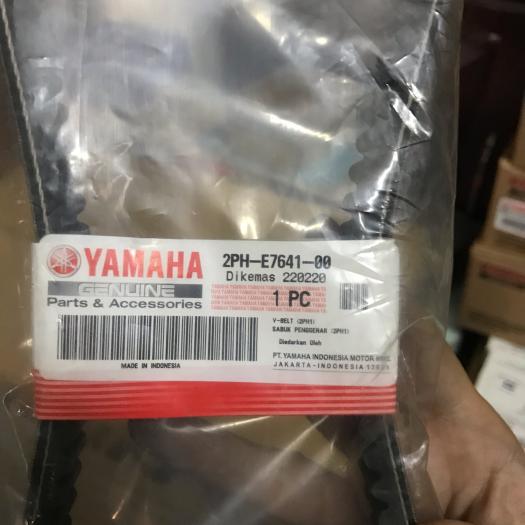 YAMAHA
GENUINE
Parts & Accessories
MADE IN INDONESIA
2PH-E7641-00
Dikemas 220220
1 PC
V-BELT (2PH1)
SABUK PENGGERAK (2PH1)
Diedarkan Oleh
PT.YAMAHA INDONESIA MOTOR
JAKARTA-INDONESIA